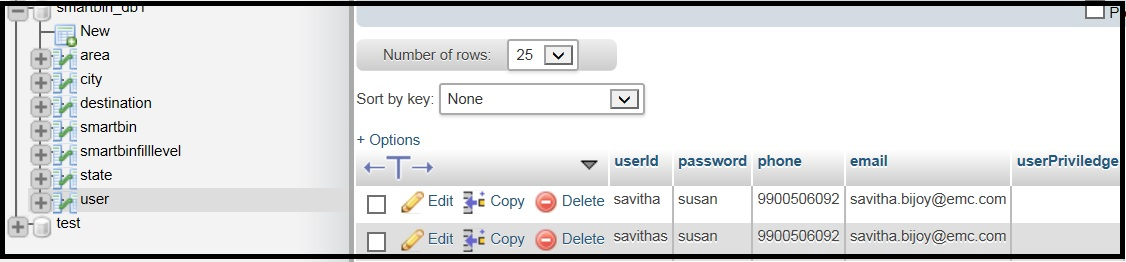 smartbin_db1
New
area
city
destination
smartbin
smartbinfilllevel
state
user
test
Number of rows: 25
Sort by key: None
+ Options
←T→ userId password phone email userPriviledge
Edit Copy Delete savitha susan 9900506092 savitha.bijoy@emc.com
Edit Copy Delete savithas susan 9900506092 savitha.bijoy@emc.com